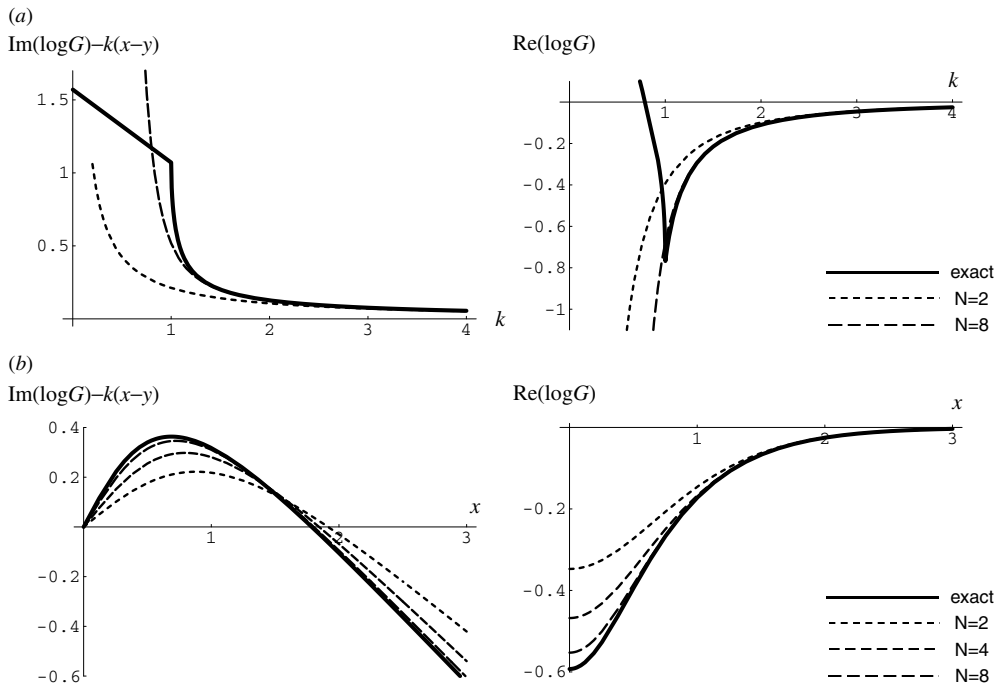 (a)
Im(logG)–k(x–y)
1.5
1
0.5
1 2 3 4
k
Re(logG)
k
1 2 3 4
-0.2
-0.4
-0.6
-0.8
-1
exact
N=2
N=8
(b)
Im(logG)–k(x–y)
0.4
0.2
-0.2
-0.4
-0.6
1 2 3
x
Re(logG)
x
1 2 3
-0.2
-0.4
-0.6
exact
N=2
N=4
N=8